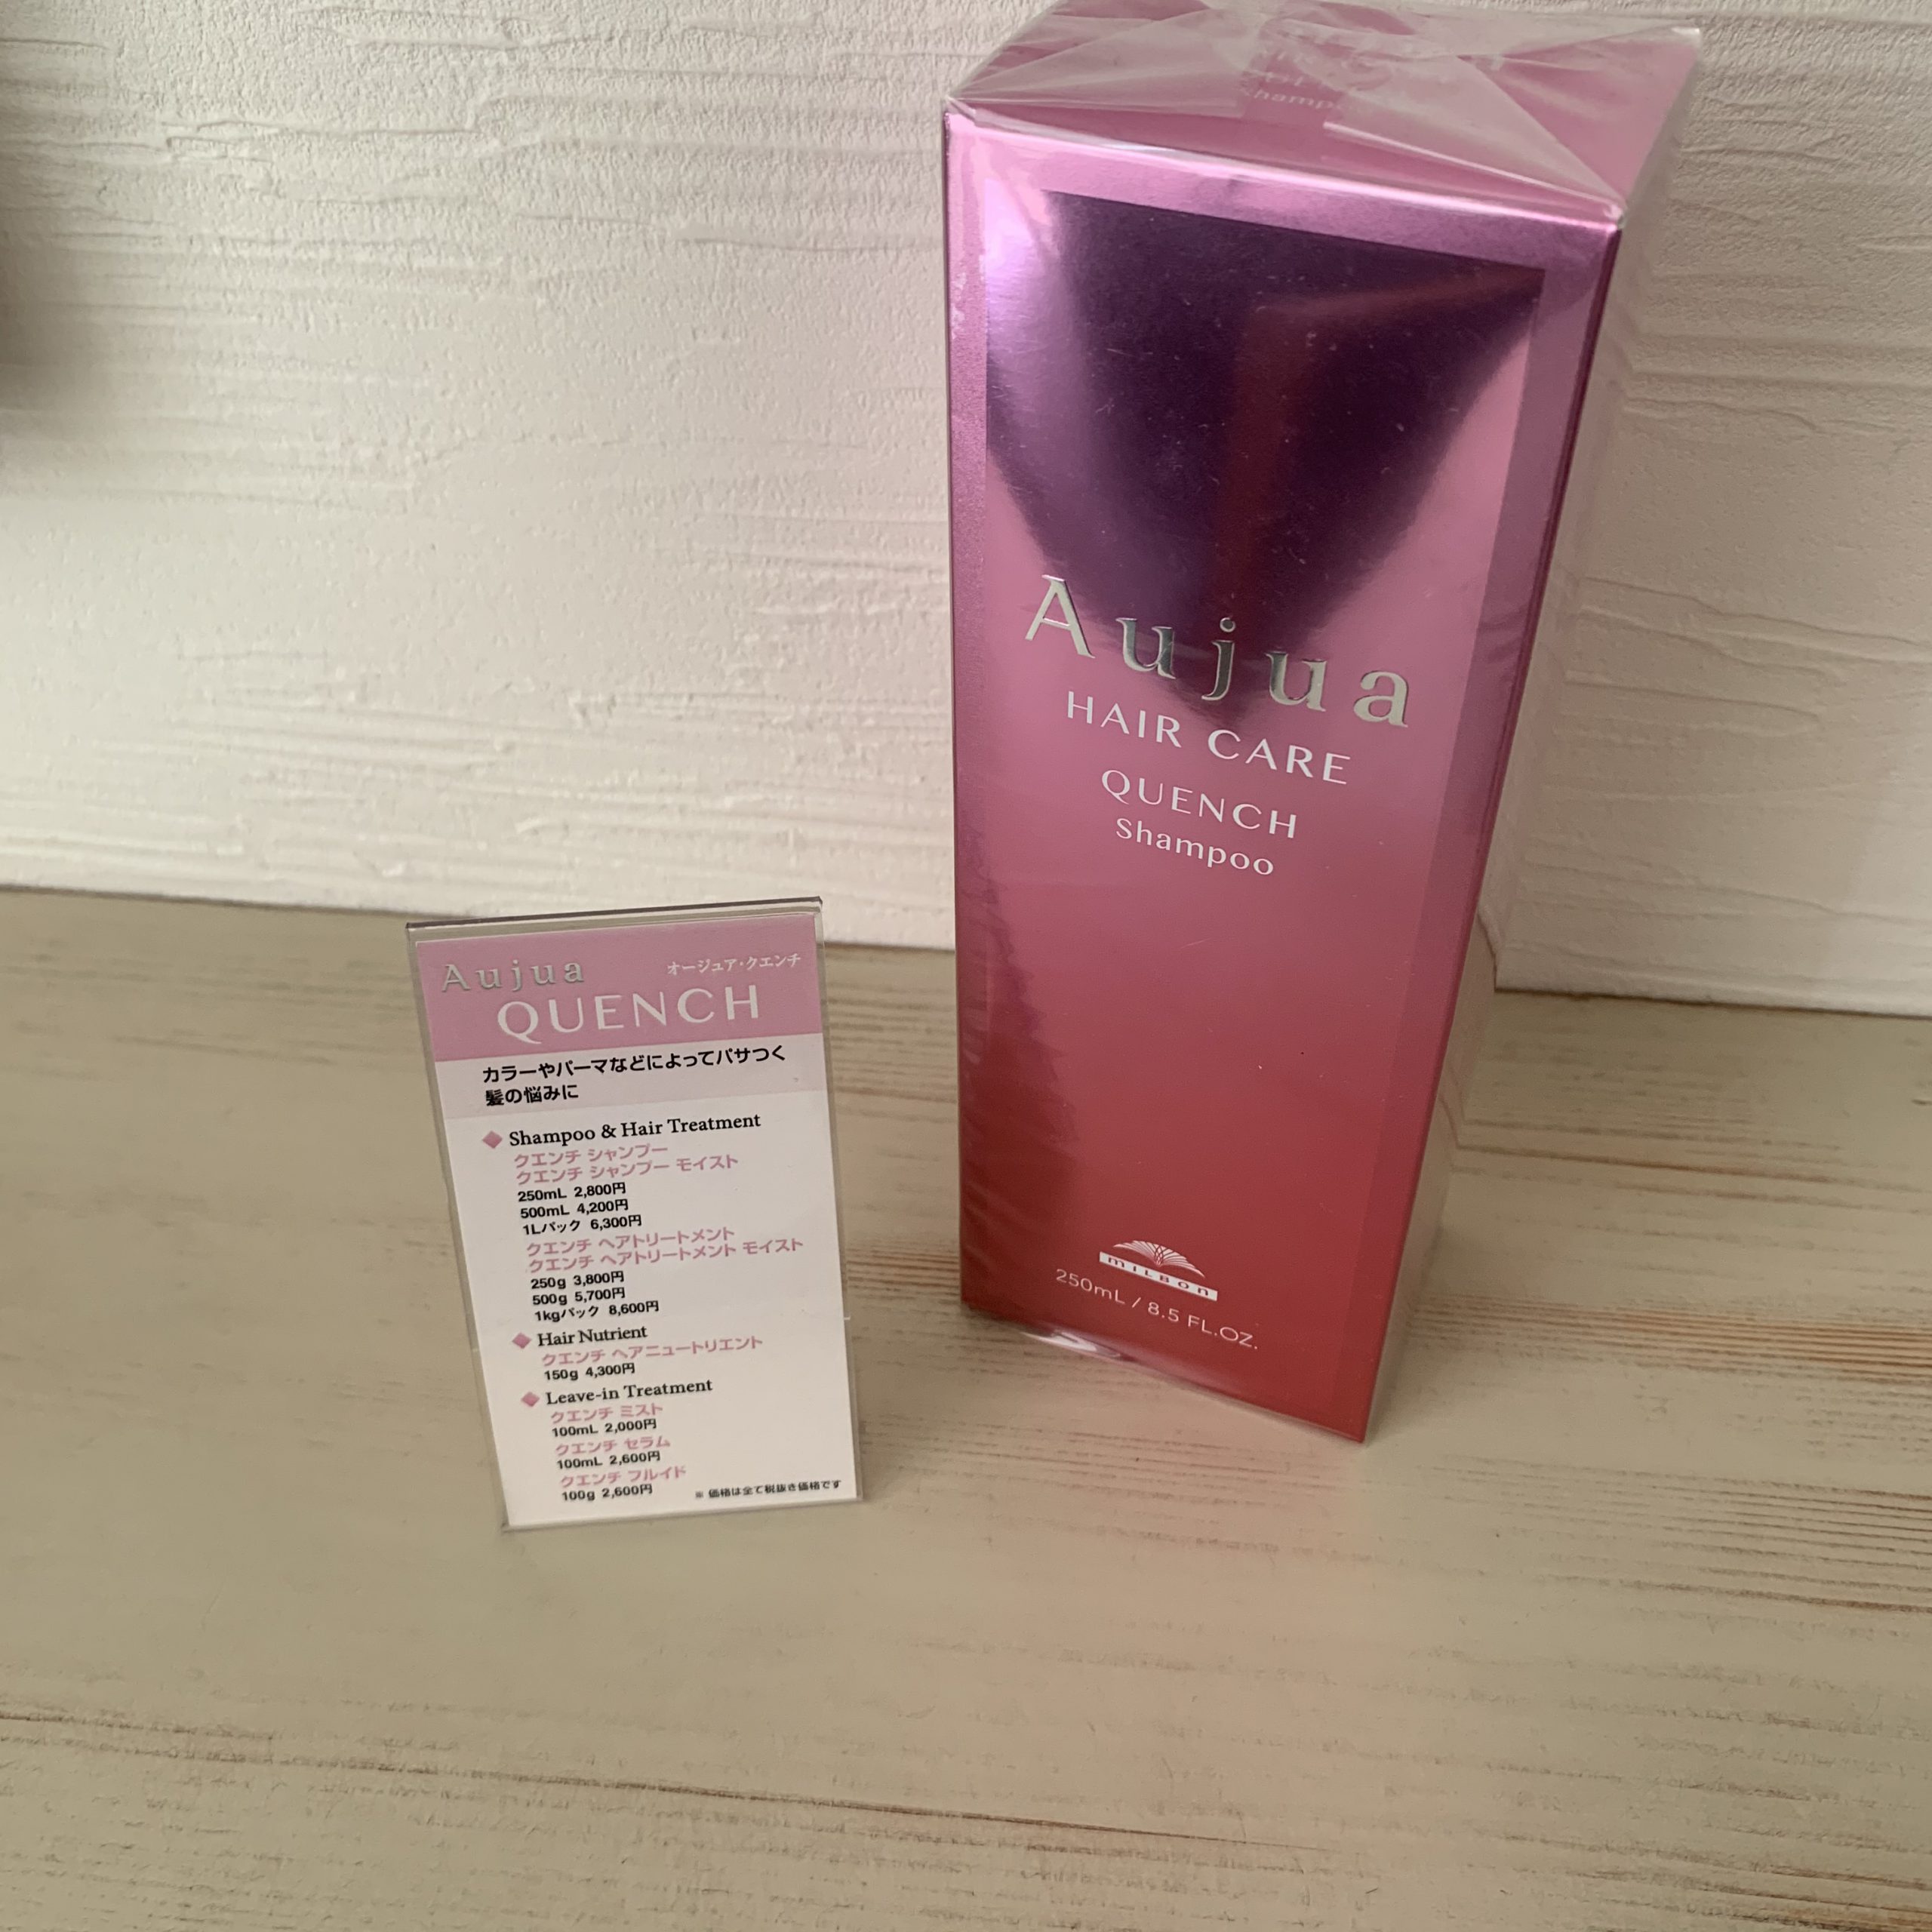 Aujua
HAIR CARE
QUENCH
Shampoo
milbon
250mL / 8.5 FL.OZ.
Aujua オージュア・クエンチ
QUENCH
カラーやパーマなどによってパサつく
髪の悩みに
Shampoo & Hair Treatment
クエンチ シャンプー
クエンチ シャンプー モイスト
250mL 2,800円
500mL 4,200円
1Lパック 6,300円
クエンチ ヘアトリートメント
クエンチ ヘアトリートメント モイスト
250g 3,800円
500g 5,700円
1kgパック 8,600円
Hair Nutrient
クエンチ ヘアニュートリエント
150g 4,300円
Leave-in Treatment
クエンチ ミスト
100mL 2,000円
クエンチ セラム
100mL 2,600円
クエンチ フルイド
100g 2,600円
※ 価格は全て税抜き価格です